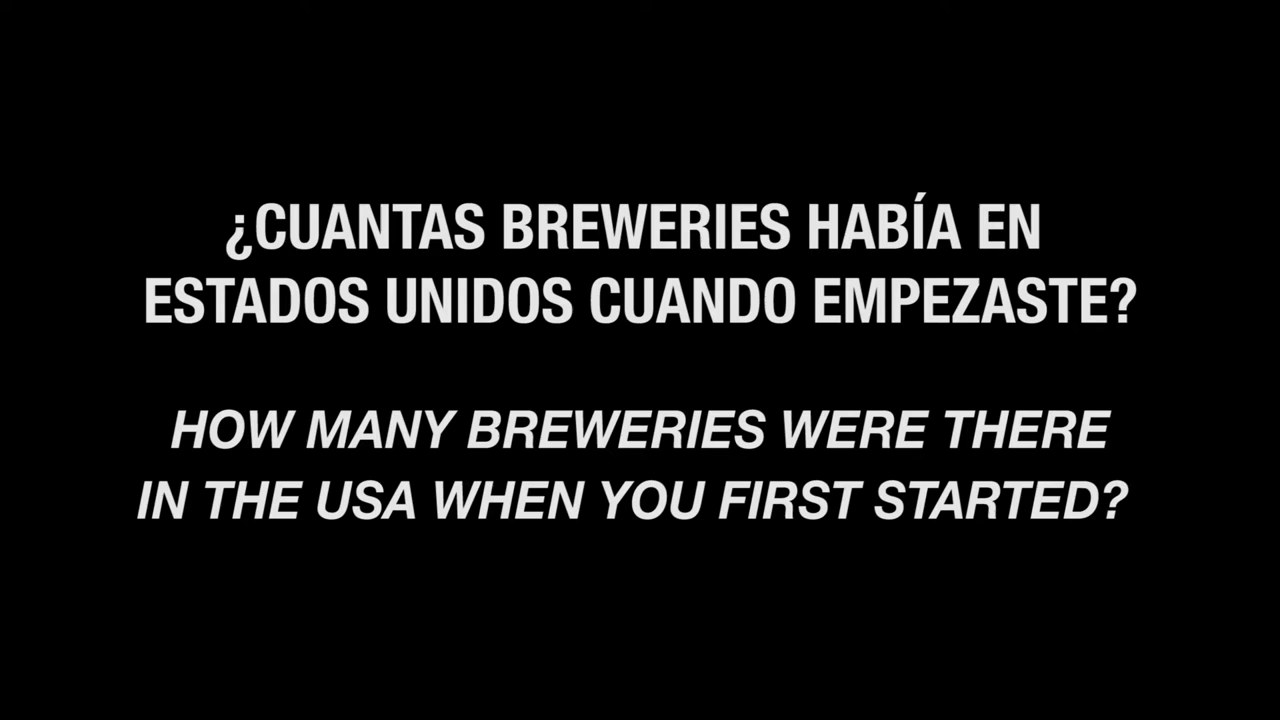 ¿CUANTAS BREWERIES HABÍA EN
ESTADOS UNIDOS CUANDO EMPEZASTE?
HOW MANY BREWERIES WERE THERE
IN THE USA WHEN YOU FIRST STARTED?